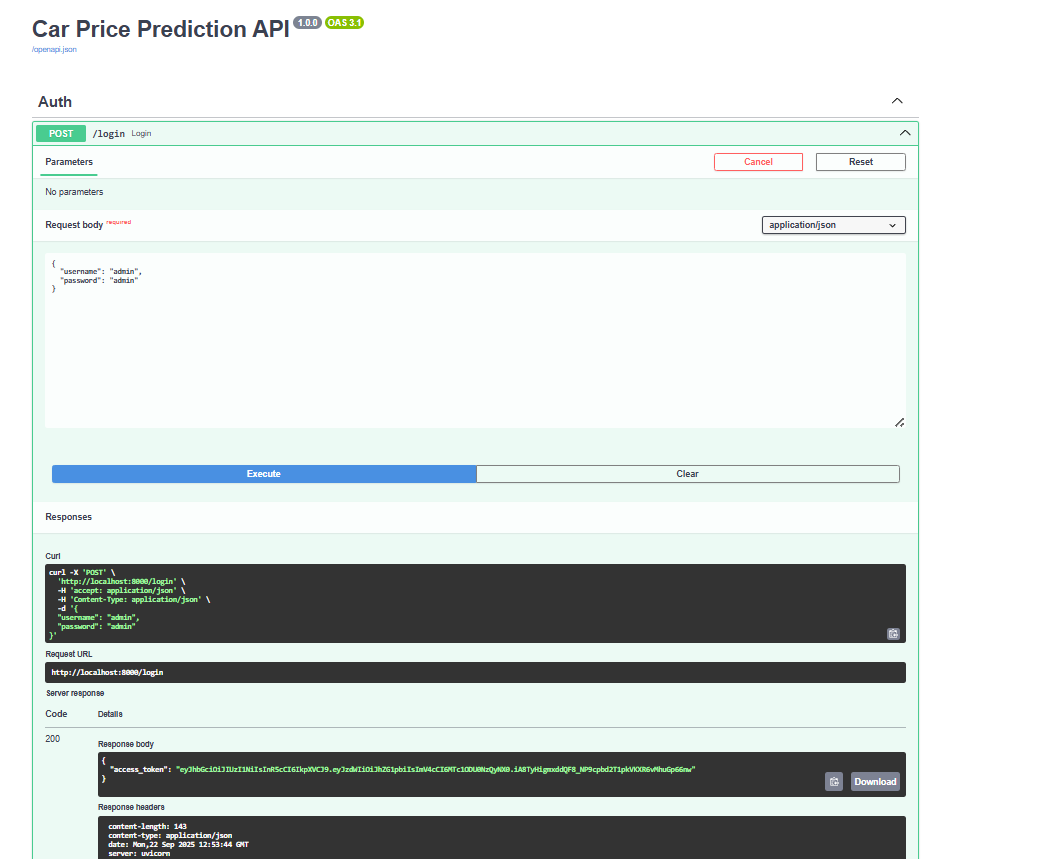 Car Price Prediction API 1.0.0 OAS 3.1
/openapi.json
Auth
POST /login Login
Parameters Cancel Reset
No parameters
Request body required application/json
{
"username": "admin",
"password": "admin"
}
Execute Clear
Responses
Curl
curl -X 'POST' \
'http://localhost:8000/login' \
-H 'accept: application/json' \
-H 'Content-Type: application/json' \
-d '{
"username": "admin",
"password": "admin"
}'
Request URL
http://localhost:8000/login
Server response
Code Details
200
Response body
{
"access_token":
}
Download
Response headers
content-length: 143
content-type: application/json
date: Mon,22 Sep 2025 12:53:44 GMT
server: uvicorn